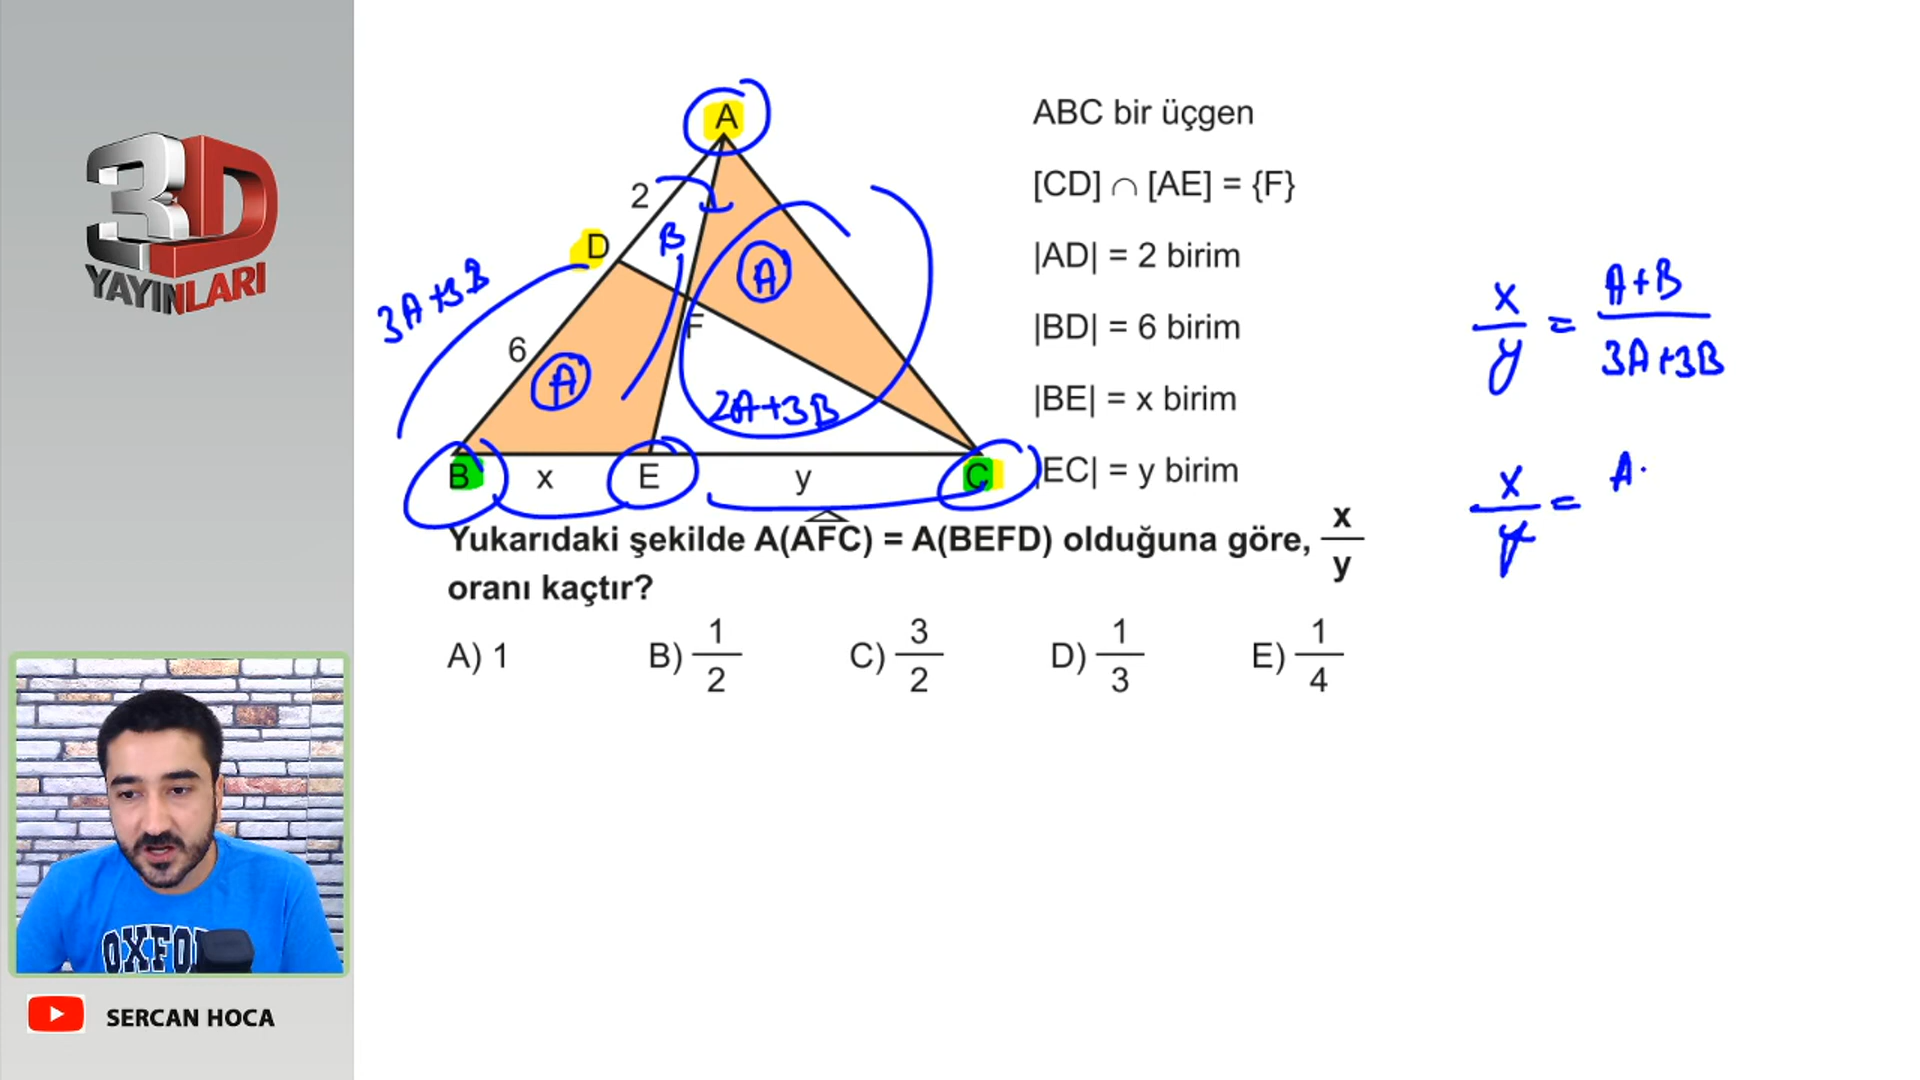 3D
YAYINLARI
A
2
B
D
A
3A+3B
F
6
A
2A+3B
B
x
E
y
C
ABC bir üçgen
[CD] ∩ [AE] = {F}
|AD| = 2 birim
|BD| = 6 birim
|BE| = x birim
|EC| = y birim
x/y = A+B/3A+3B
x/y = A.
Yukarıdaki şekilde A(AFC) = A(BEFD) olduğuna göre, x/y
oranı kaçtır?
A) 1 B) 1/2 C) 3/2 D) 1/3 E) 1/4
OXFO
SERCAN HOCA